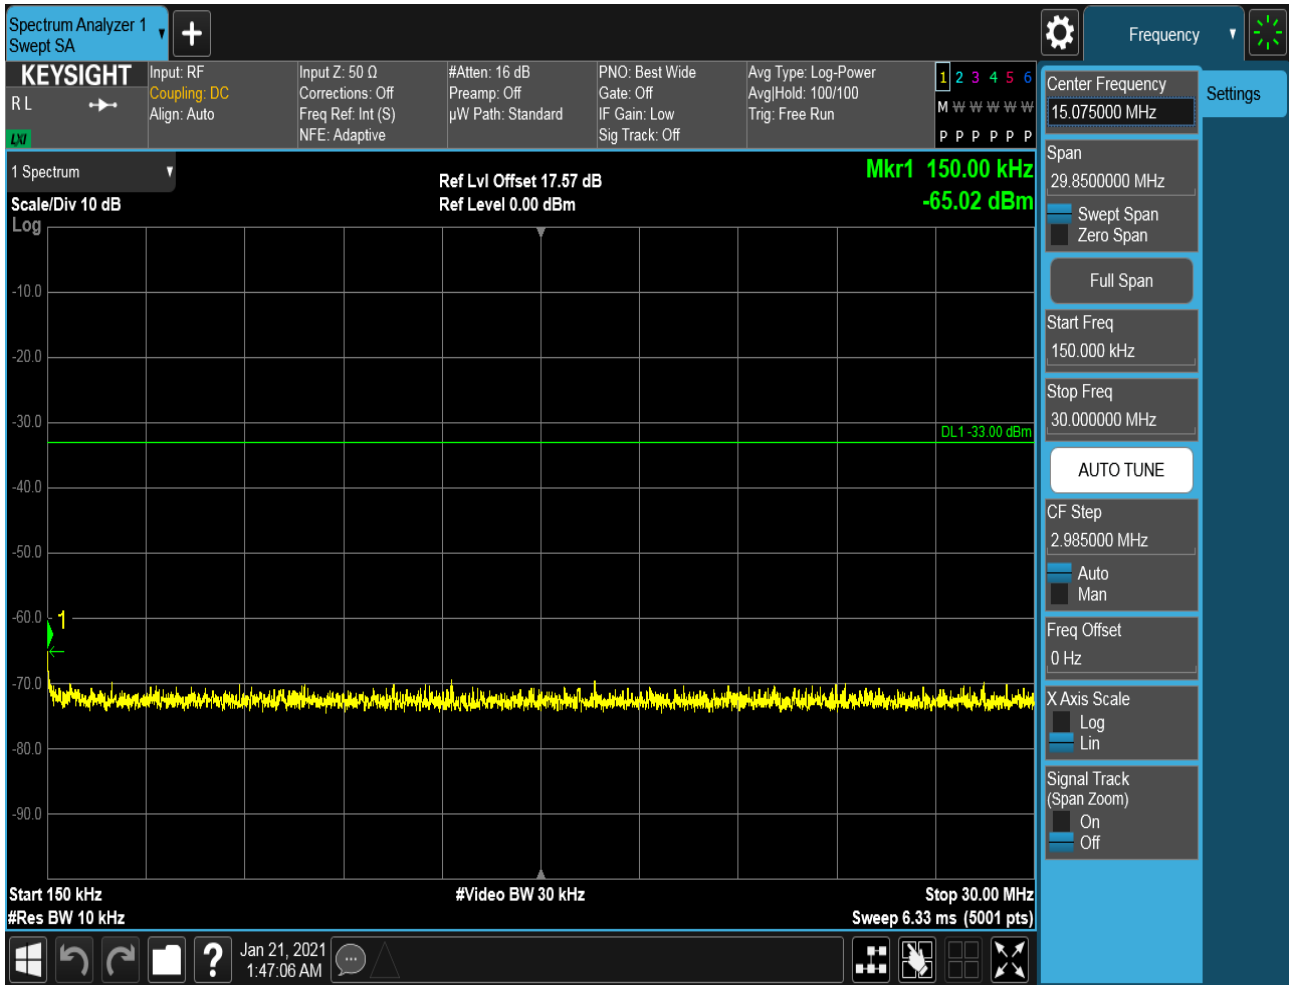 Spectrum Analyzer 1
Swept SA
Frequency
KEYSIGHT
R L
LXI
Input: RF
Coupling: DC
Align: Auto
Input Z: 50 Ω
Corrections: Off
Freq Ref: Int (S)
NFE: Adaptive
#Atten: 16 dB
Preamp: Off
µW Path: Standard
PNO: Best Wide
Gate: Off
IF Gain: Low
Sig Track: Off
Avg Type: Log-Power
Avg|Hold: 100/100
Trig: Free Run
1 2 3 4 5 6
M W W W W W
P P P P P P
1 Spectrum
Scale/Div 10 dB
Log
Ref Lvl Offset 17.57 dB
Ref Level 0.00 dBm
Mkr1 150.00 kHz
-65.02 dBm
-10.0
-20.0
-30.0
DL1 -33.00 dBm
-40.0
-50.0
-60.0
1
-70.0
-80.0
-90.0
Start 150 kHz
#Video BW 30 kHz
Stop 30.00 MHz
#Res BW 10 kHz
Sweep 6.33 ms (5001 pts)
?
Jan 21, 2021
1:47:06 AM
Center Frequency
15.075000 MHz
Settings
Span
29.8500000 MHz
Swept Span
Zero Span
Full Span
Start Freq
150.000 kHz
Stop Freq
30.000000 MHz
AUTO TUNE
CF Step
2.985000 MHz
Auto
Man
Freq Offset
0 Hz
X Axis Scale
Log
Lin
Signal Track
(Span Zoom)
On
Off